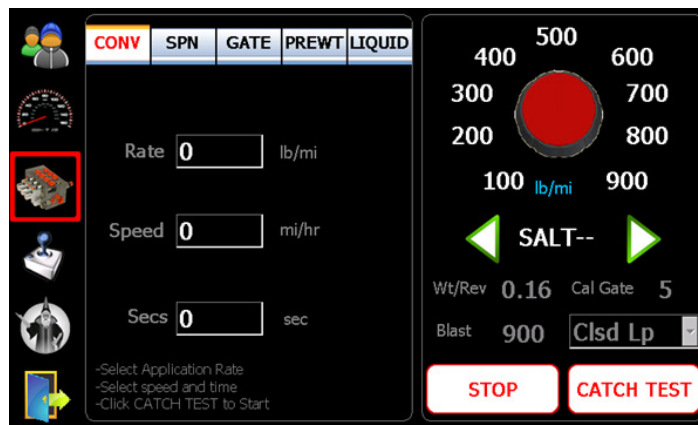 CONV SPN GATE PREWT LIQUID
Rate 0 lb/mi
Speed 0 mi/hr
Secs 0 sec
-Select Application Rate
-Select speed and time
-Click CATCH TEST to Start
500
400 600
300 700
200 800
100 lb/mi 900
SALT--
Wt/Rev 0.16 Cal Gate 5
Blast 900 Clsd Lp
STOP CATCH TEST